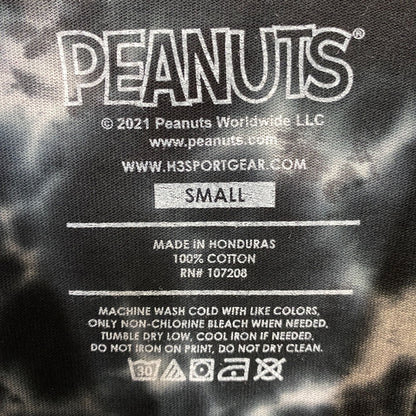 PEANUTS®
© 2021 Peanuts Worldwide LLC
www.peanuts.com
WWW.H3SPORTGEAR.COM
SMALL
MADE IN HONDURAS
100% COTTON
RN# 107208
MACHINE WASH COLD WITH LIKE COLORS,
ONLY NON-CHLORINE BLEACH WHEN NEEDED,
TUMBLE DRY LOW, COOL IRON IF NEEDED.
DO NOT IRON ON PRINT, DO NOT DRY CLEAN.
30